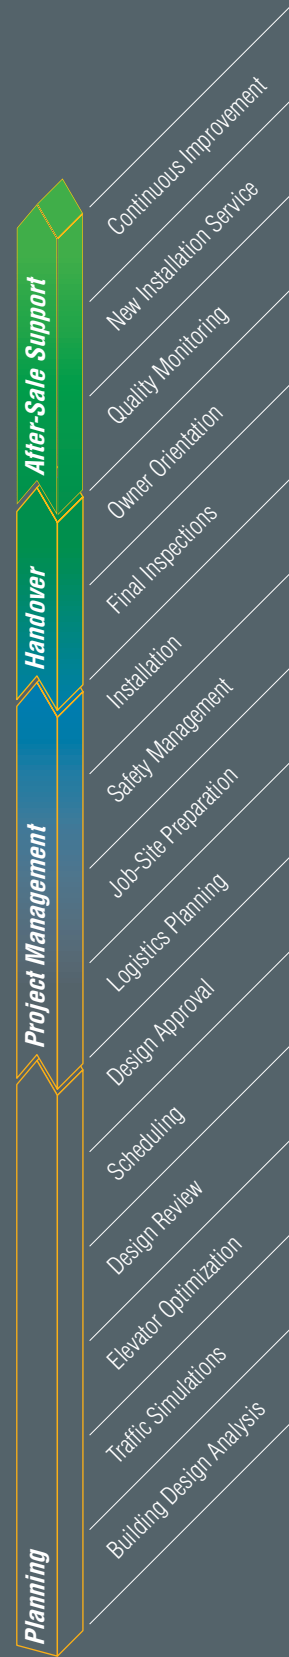 Continuous Improvement
New Installation Service
Quality Monitoring
Owner Orientation
Final Inspections
Installation
Safety Management
Job-Site Preparation
Logistics Planning
Design Approval
Scheduling
Design Review
Elevator Optimization
Traffic Simulations
Building Design Analysis
After-Sale Support
Handover
Project Management
Planning